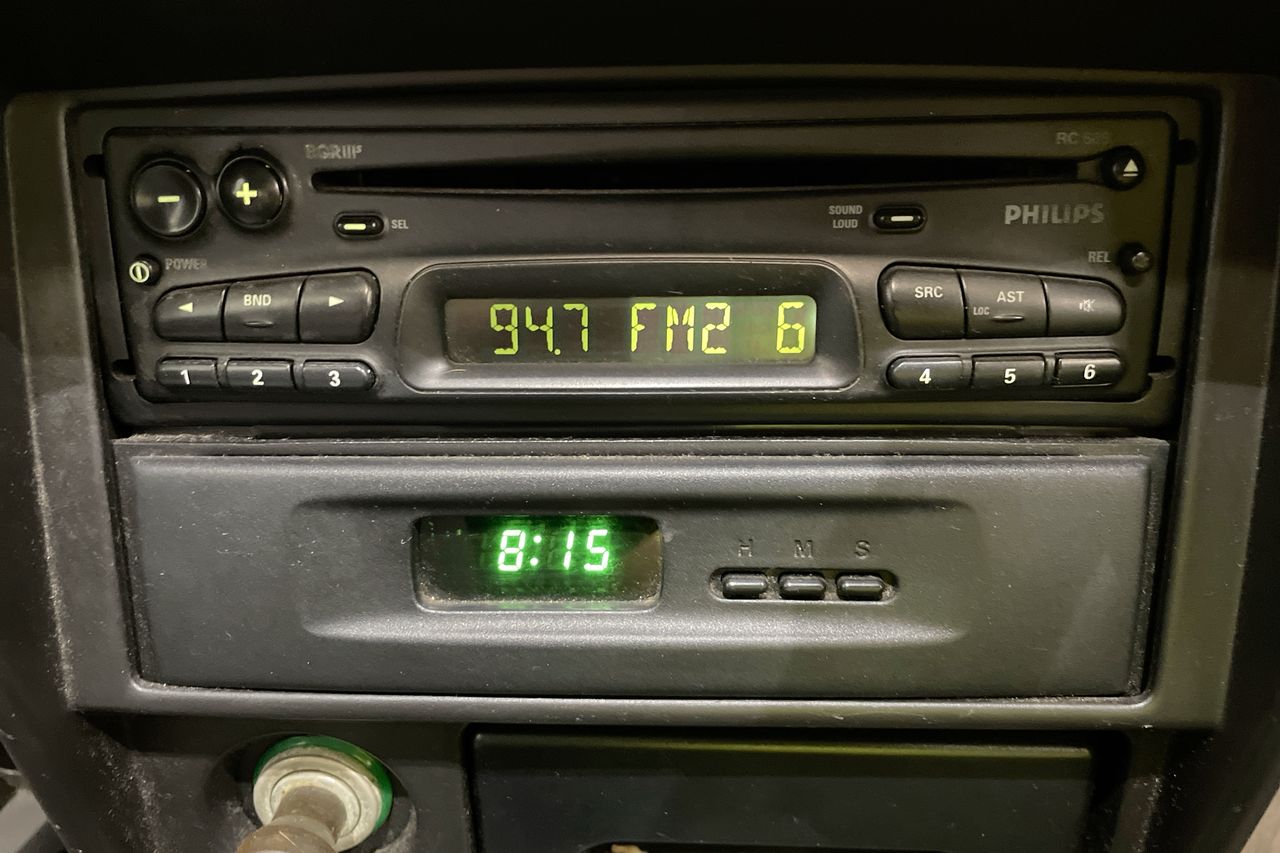 − +
SEL
SOUND
LOUD
PHILIPS
POWER
REL
BND
SRC
AST
LOC
94.7 FM2 6
1 2 3
4 5 6
8:15
H M S